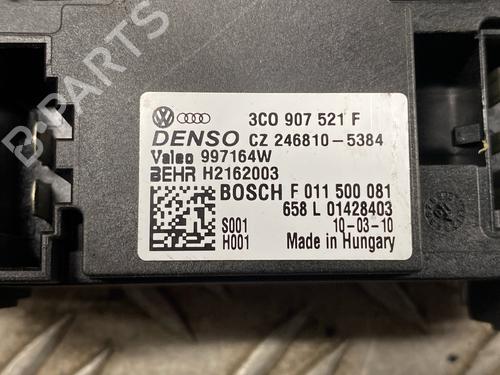 3C0 907 521 F
DENSO CZ 246810-5384
Valeo 997164W
BEHR H2162003
BOSCH F 011 500 081
658 L 01428403
S001 10-03-10
H001 Made in Hungary
B-PARTS